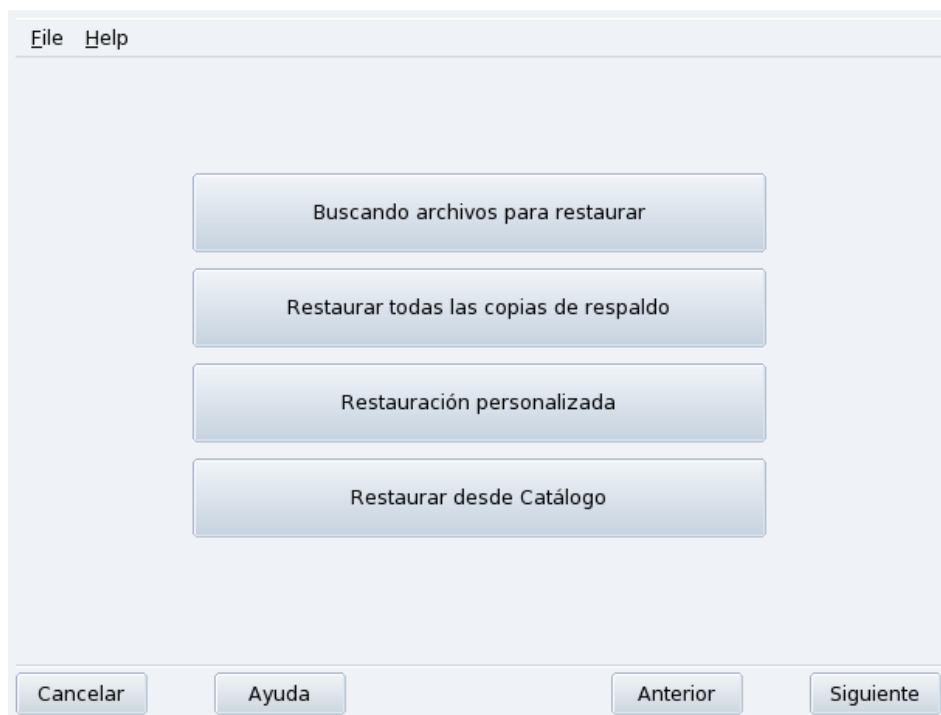 File Help
Buscando archivos para restaurar
Restaurar todas las copias de respaldo
Restauración personalizada
Restaurar desde Catálogo
Cancelar Ayuda Anterior Siguiente